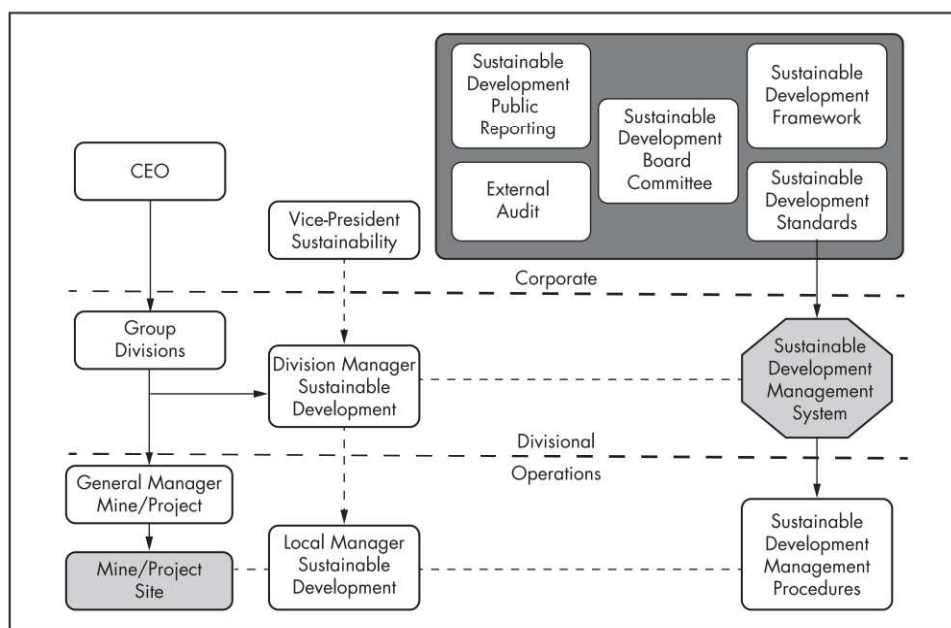 Sustainable
Development
Public
Reporting
Sustainable
Development
Board
Committee
Sustainable
Development
Framework
External
Audit
Sustainable
Development
Standards
CEO
Vice-President
Sustainability
Corporate
Group
Divisions
Division Manager
Sustainable
Development
Sustainable
Development
Management
System
Divisional
Operations
General Manager
Mine/Project
Mine/Project
Site
Local Manager
Sustainable
Development
Sustainable
Development
Management
Procedures